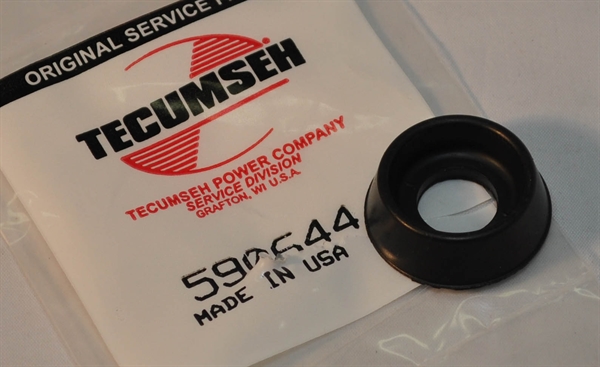 ORIGINAL SERVICE
TECUMSEH
TECUMSEH POWER COMPANY
SERVICE DIVISION
GRAFTON, WI U.S.A.
590644
MADE IN USA